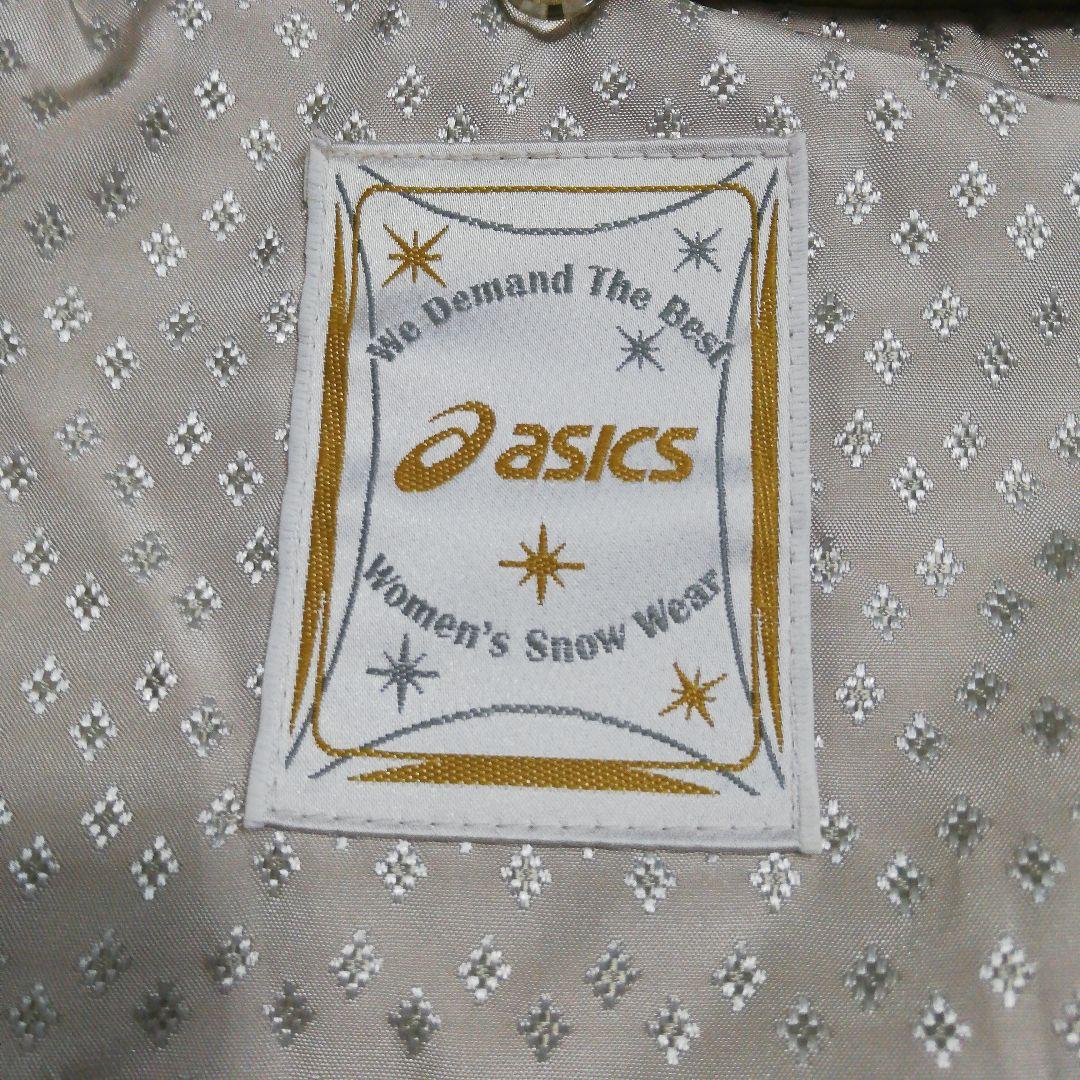 We Demand The Best
asics
Women's Snow Wear